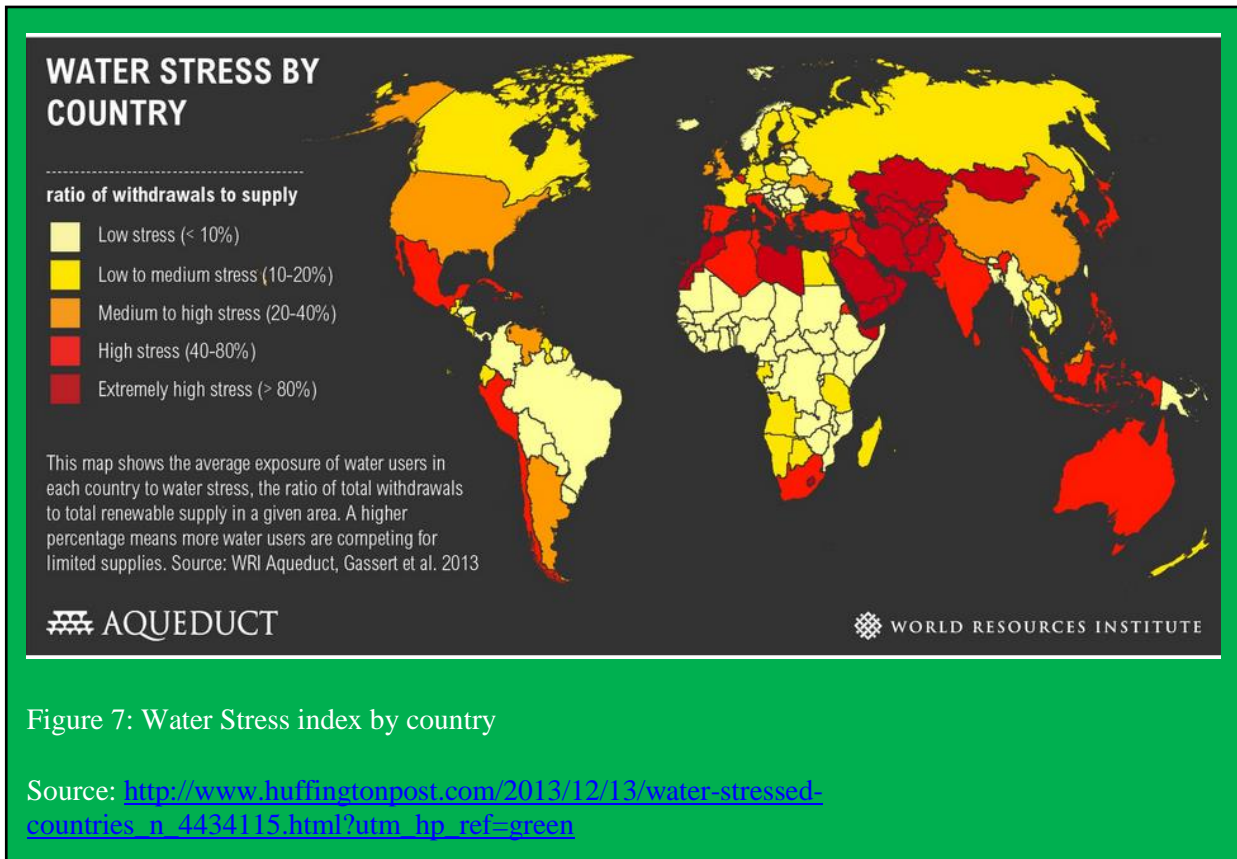 WATER STRESS BY
COUNTRY
ratio of withdrawals to supply
Low stress (< 10%)
Low to medium stress (10-20%)
Medium to high stress (20-40%)
High stress (40-80%)
Extremely high stress (> 80%)
This map shows the average exposure of water users in
each country to water stress, the ratio of total withdrawals
to total renewable supply in a given area. A higher
percentage means more water users are competing for
limited supplies. Source: WRI Aqueduct, Gassert et al. 2013
AQUEDUCT
WORLD RESOURCES INSTITUTE
Figure 7: Water Stress index by country
Source: http://www.huffingtonpost.com/2013/12/13/water-stressed-
countries_n_4434115.html?utm_hp_ref=green